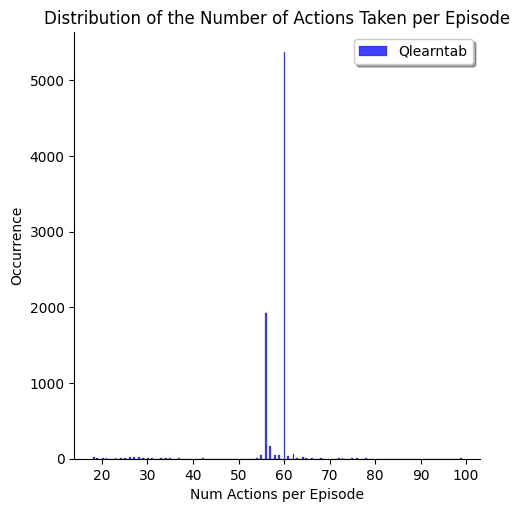 Distribution of the Number of Actions Taken per Episode
Qlearntab
5000
4000
3000
2000
1000
0
Occurrence
20 30 40 50 60 70 80 90 100
Num Actions per Episode